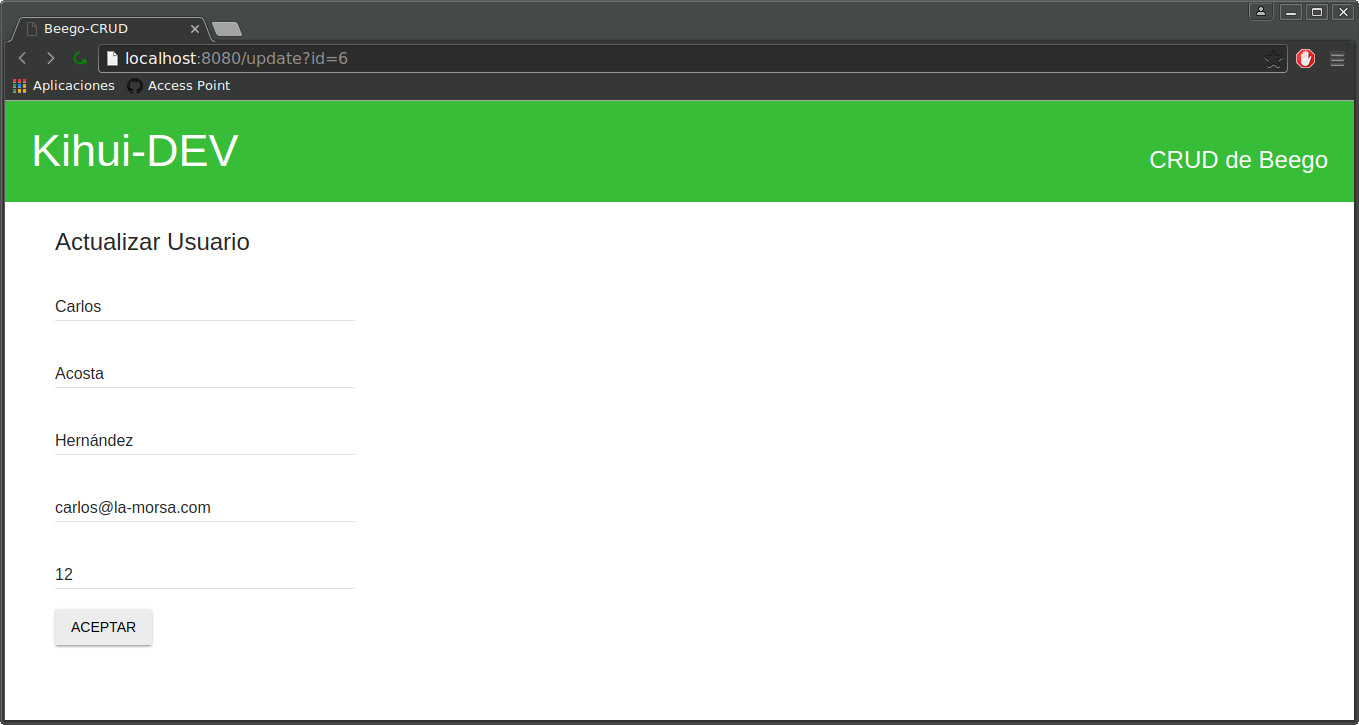 Beego-CRUD
localhost:8080/update?id=6
Aplicaciones Access Point
Kihui-DEV
CRUD de Beego
Actualizar Usuario
Carlos
Acosta
Hernández
carlos@la-morsa.com
12
ACEPTAR